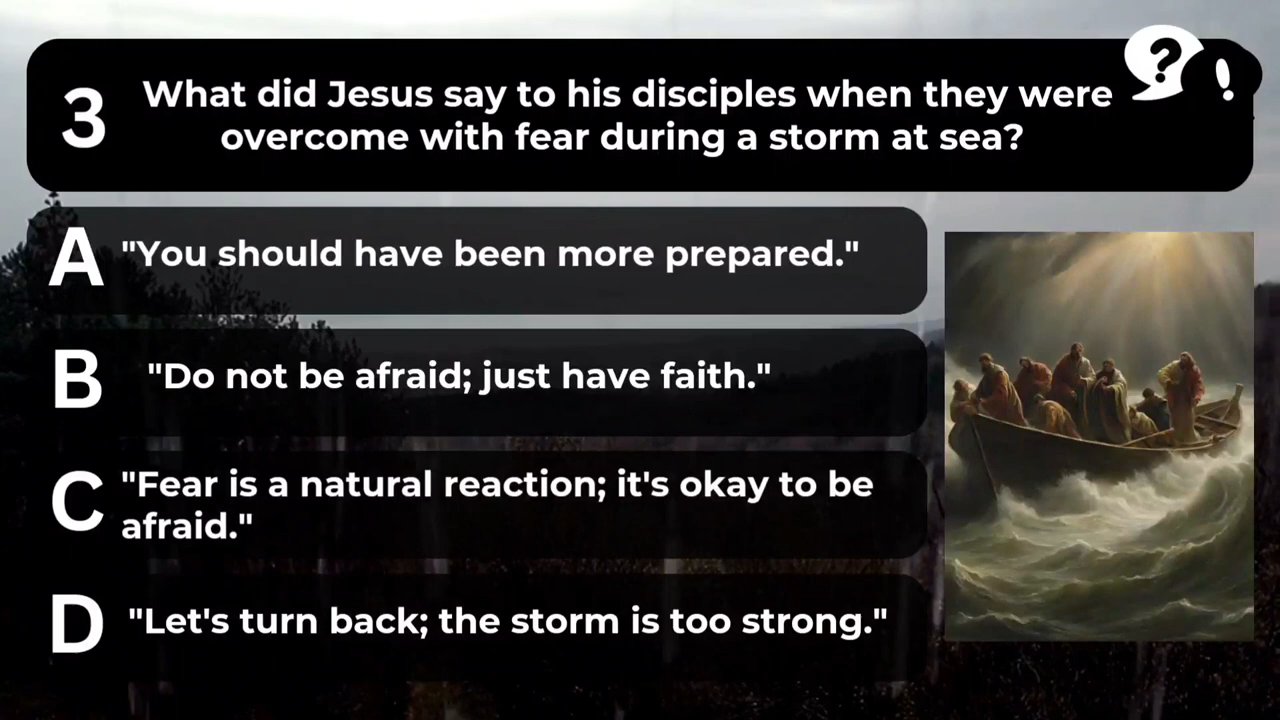 3
What did Jesus say to his disciples when they were
overcome with fear during a storm at sea?
? !
A
"You should have been more prepared."
B
"Do not be afraid; just have faith."
C
"Fear is a natural reaction; it's okay to be
afraid."
D
"Let's turn back; the storm is too strong."